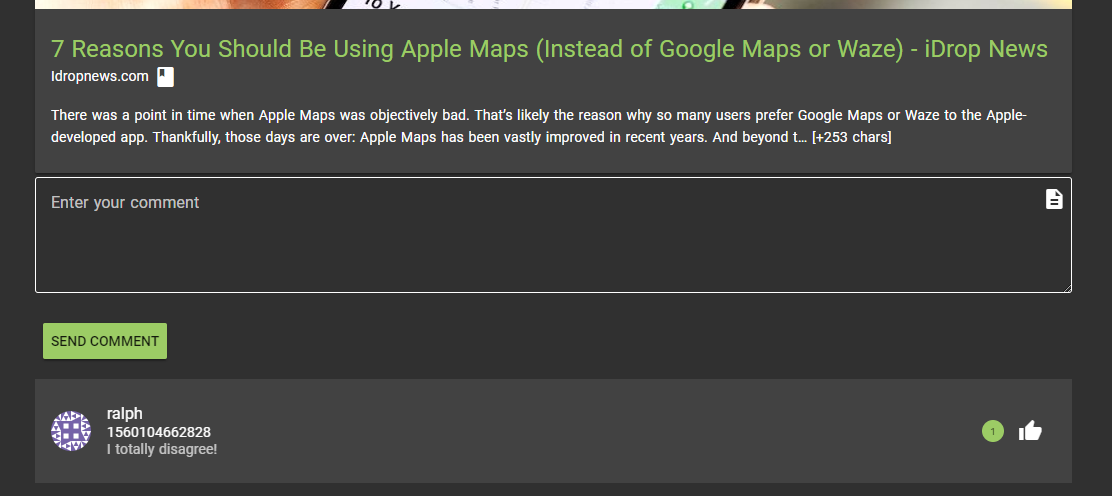 7 Reasons You Should Be Using Apple Maps (Instead of Google Maps or Waze) - iDrop News
Idropnews.com
There was a point in time when Apple Maps was objectively bad. That’s likely the reason why so many users prefer Google Maps or Waze to the Apple-
developed app. Thankfully, those days are over: Apple Maps has been vastly improved in recent years. And beyond t… [+253 chars]
Enter your comment
SEND COMMENT
ralph
1560104662828
1
I totally disagree!